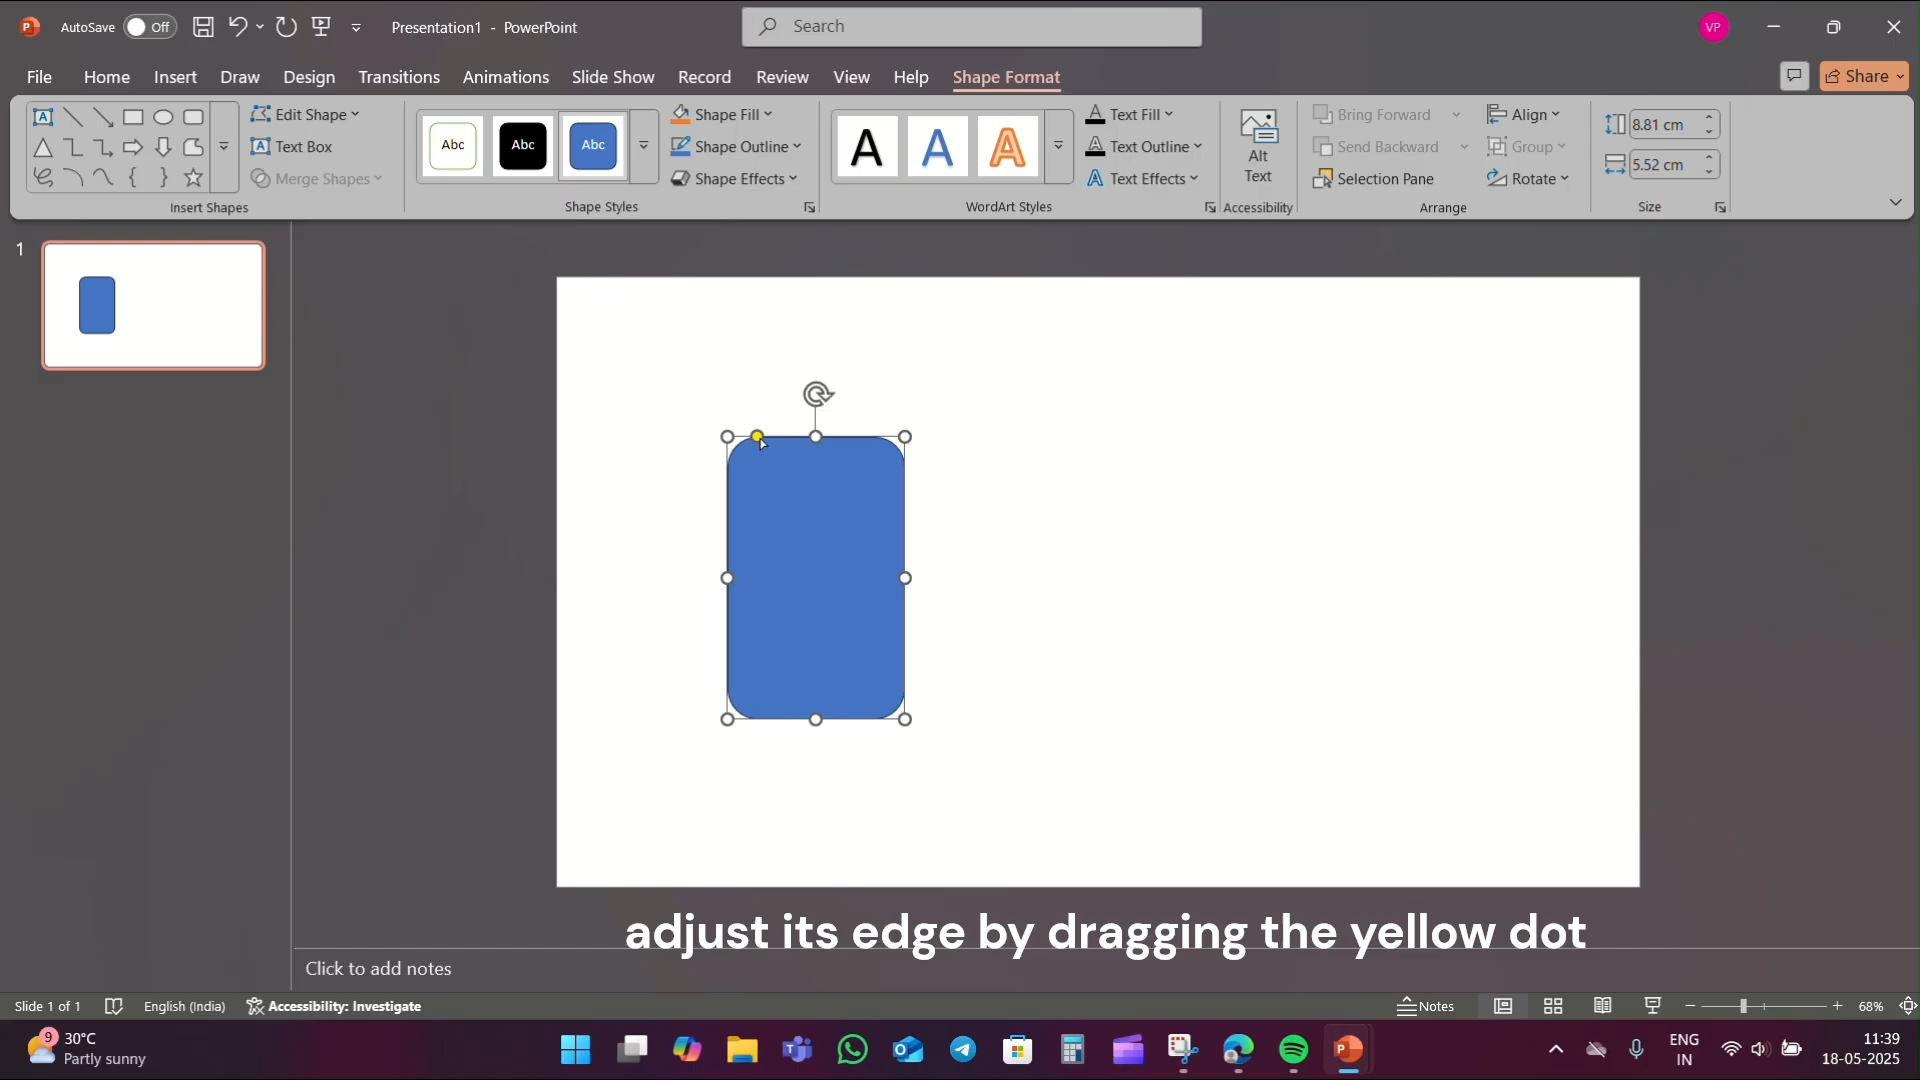 AutoSave Off Presentation1 - PowerPoint Search VP
File Home Insert Draw Design Transitions Animations Slide Show Record Review View Help Shape Format Share
Edit Shape
Text Box
Merge Shapes
Insert Shapes
Abc Abc Abc
Shape Fill
Shape Outline
Shape Effects
Shape Styles
A A A
Text Fill
Text Outline
Text Effects
WordArt Styles
Alt
Text
Accessibility
Bring Forward
Send Backward
Selection Pane
Align
Group
Rotate
Arrange
8.81 cm
5.52 cm
Size
1
adjust its edge by dragging the yellow dot
Click to add notes
Slide 1 of 1 English (India) Accessibility: Investigate Notes 68%
9
30°C
Partly sunny
ENG
IN
11:39
18-05-2025